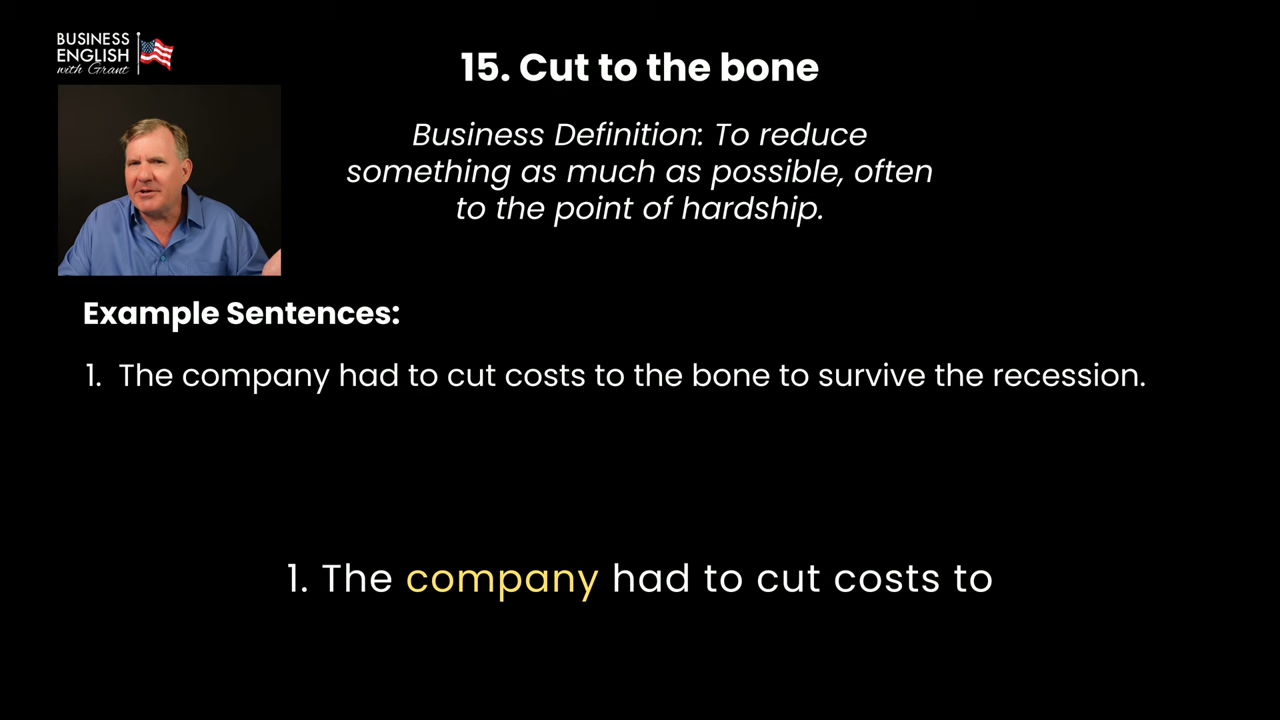 BUSINESS
ENGLISH
with Grant
15. Cut to the bone
Business Definition: To reduce
something as much as possible, often
to the point of hardship.
Example Sentences:
1. The company had to cut costs to the bone to survive the recession.
1. The company had to cut costs to